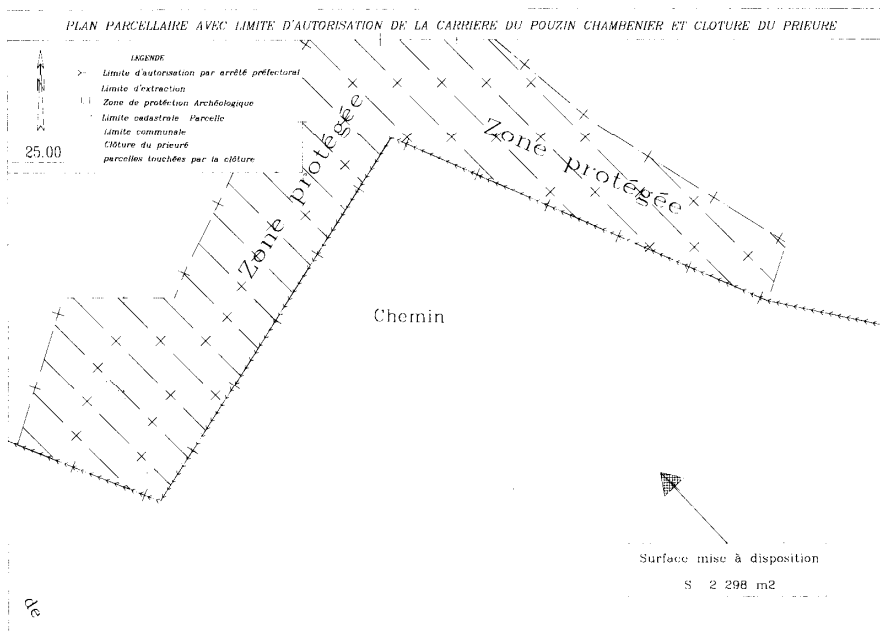 PLAN PARCELLAIRE AVEC LIMITE D'AUTORISATION DE LA CARRIERE DU POUZIN CHAMBENIER ET CLOTURE DU PRIEURE
LEGENDE
Limite d'autorisation par arrêté préfectoral
Limite d'extraction
Zone de protection Archéologique
Limite cadastrale Parcelle
Limite communale
Clôture du prieuré
parcelles touchées par la clôture
25.00
Zone protégée
Zone protégée
Chemin
Surface mise à disposition
S 2 298 m2
de